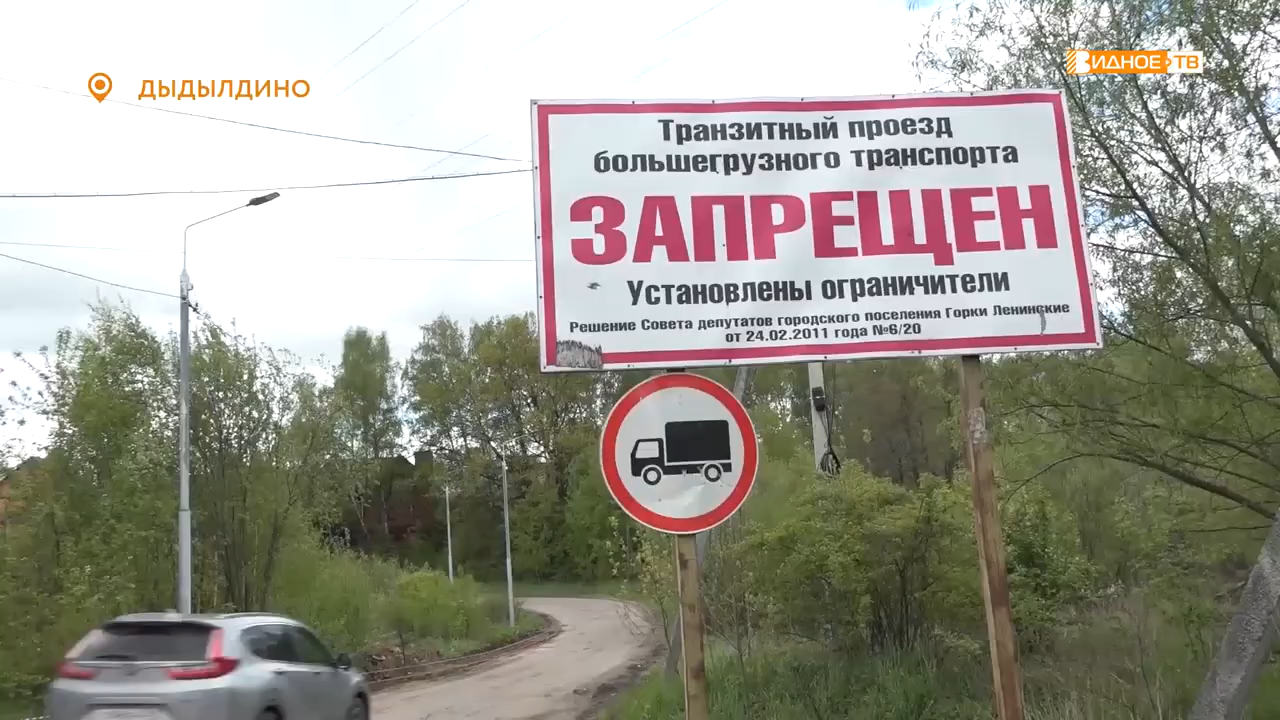 ДЫДЫЛДИНО
ВИДНОЕ-ТВ
Транзитный проезд
большегрузного транспорта
ЗАПРЕЩЕН
Установлены ограничители
Решение Совета депутатов городского поселения Горки Ленинские
от 24.02.2011 года №6/20